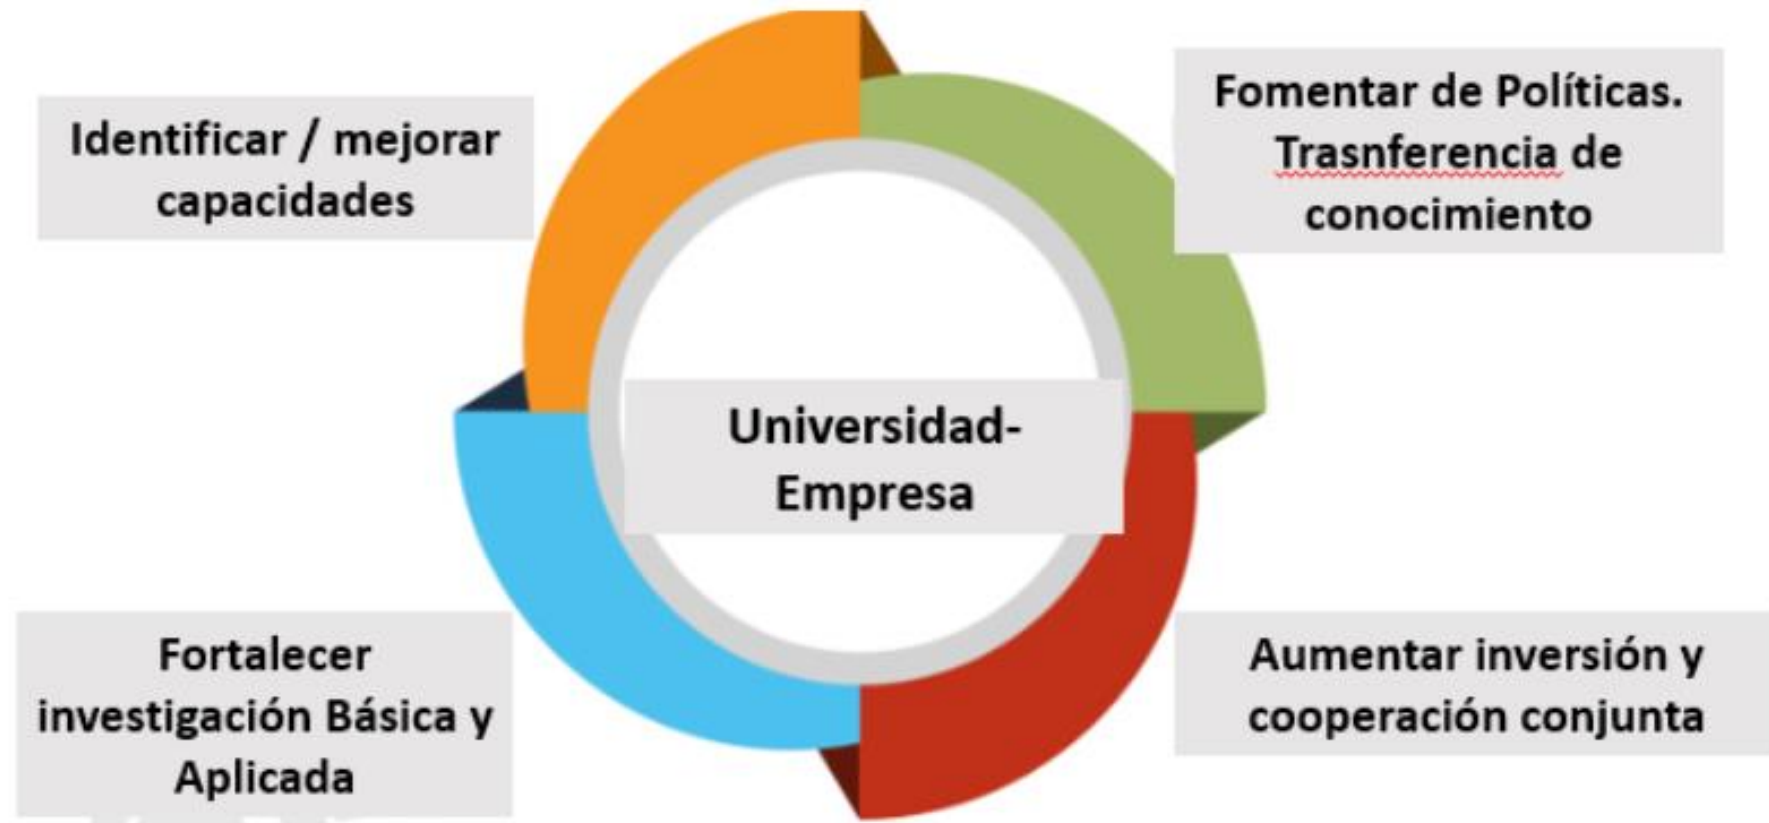 Identificar / mejorar
capacidades
Fomentar de Políticas.
Trasnferencia de
conocimiento
Universidad-
Empresa
Fortalecer
investigación Básica y
Aplicada
Aumentar inversión y
cooperación conjunta